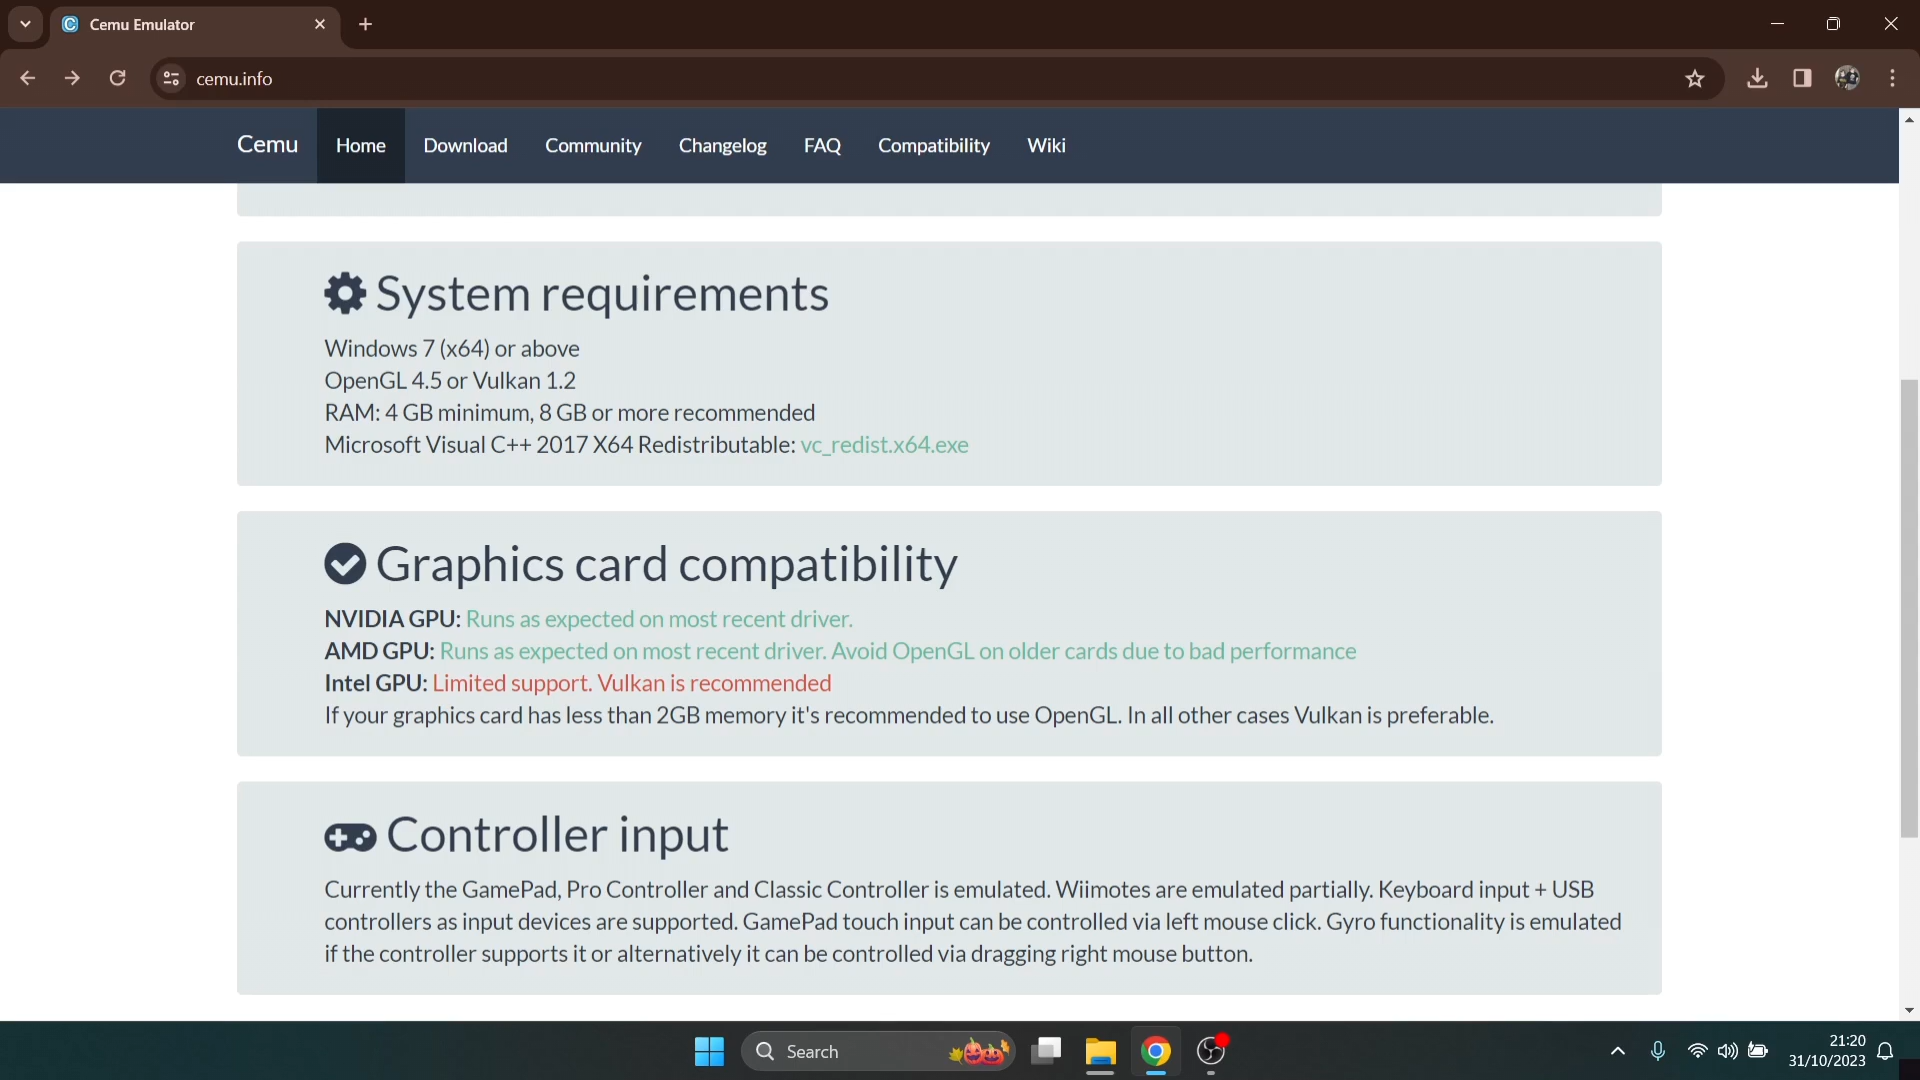 Cemu Emulator
cemu.info
Cemu Home Download Community Changelog FAQ Compatibility Wiki
System requirements
Windows 7 (x64) or above
OpenGL 4.5 or Vulkan 1.2
RAM: 4 GB minimum, 8 GB or more recommended
Microsoft Visual C++ 2017 X64 Redistributable: vc_redist.x64.exe
Graphics card compatibility
NVIDIA GPU: Runs as expected on most recent driver.
AMD GPU: Runs as expected on most recent driver. Avoid OpenGL on older cards due to bad performance
Intel GPU: Limited support. Vulkan is recommended
If your graphics card has less than 2GB memory it's recommended to use OpenGL. In all other cases Vulkan is preferable.
Controller input
Currently the GamePad, Pro Controller and Classic Controller is emulated. Wiimotes are emulated partially. Keyboard input + USB
controllers as input devices are supported. GamePad touch input can be controlled via left mouse click. Gyro functionality is emulated
if the controller supports it or alternatively it can be controlled via dragging right mouse button.
Search
21:20
31/10/2023